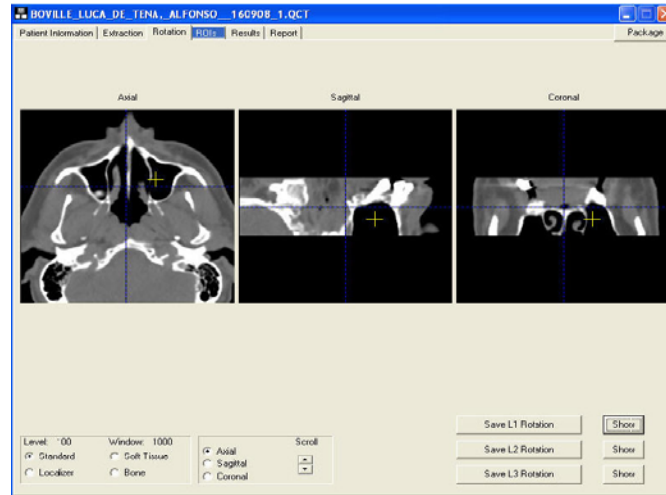 BOVILLE_LUCA_DE_TENA,_ALFONSO__160908_1.QCT
Patient Information Extraction Rotation ROIs Results Report Package
Axial Sagittal Coronal
Level: 100 Window: 1000
Standard Soft Tissue
Localizer Bone
Scroll
Axial
Sagittal
Coronal
Save L1 Rotation Show
Save L2 Rotation Show
Save L3 Rotation Show